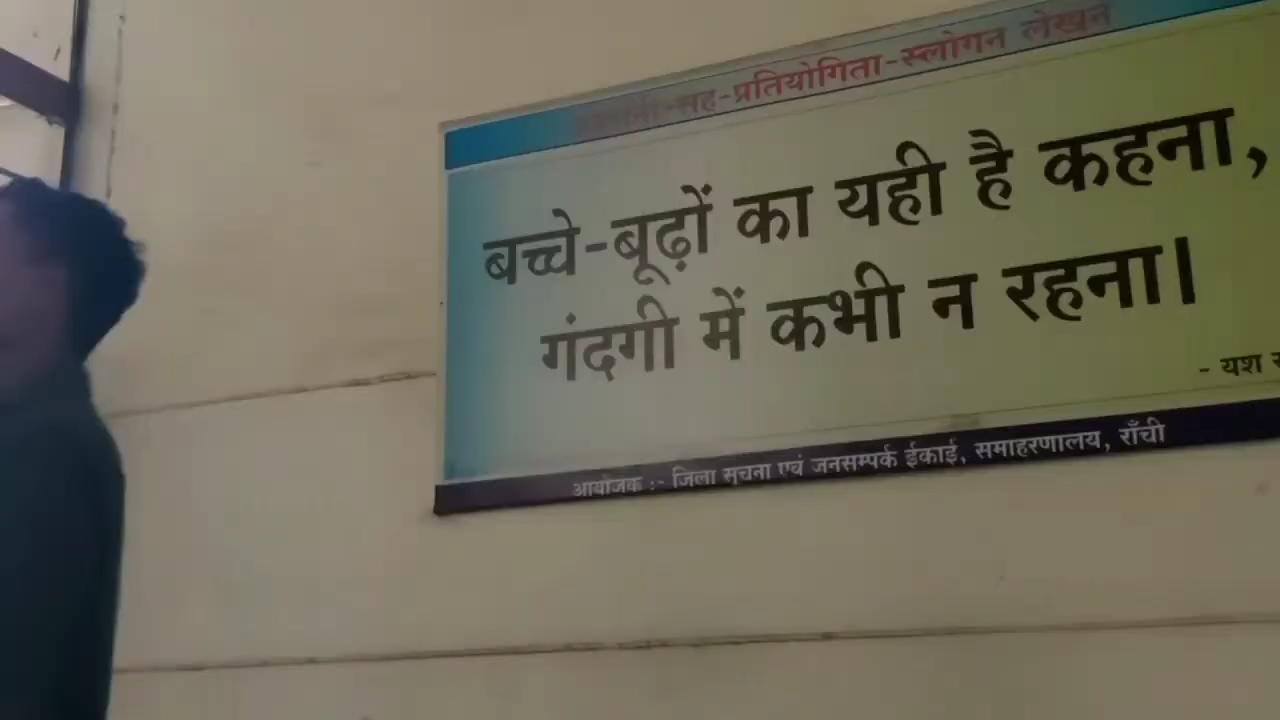 सह-प्रतियोगिता-स्लोगन लेखन
बच्चे-बूढ़ों का यही है कहना,
गंदगी में कभी न रहना।
- यश
आयोजक :- जिला सूचना एवं जनसम्पर्क ईकाई, समाहरणालय, राँची